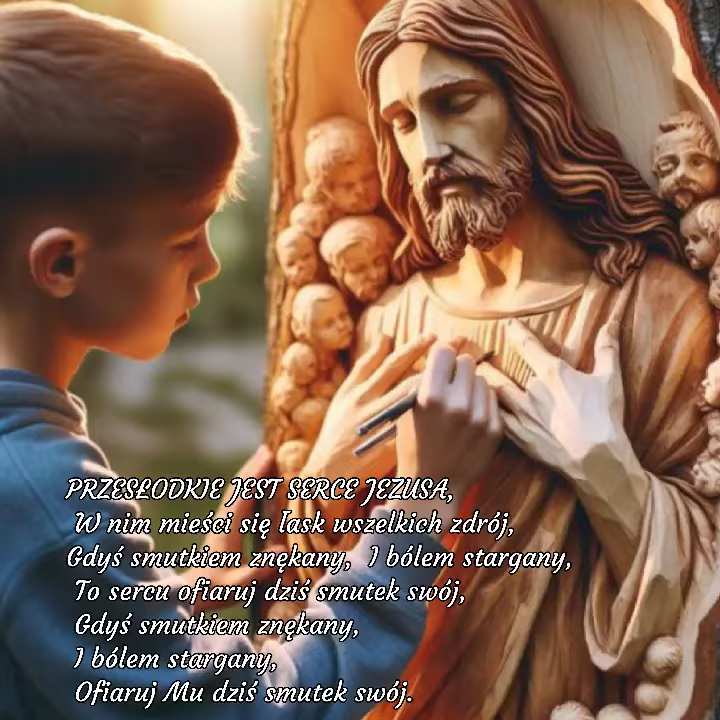 PRZESŁODKIE JEST SERCE JEZUSA,
W nim mieści się łask wszelkich zdrój,
Gdyś smutkiem znękany, I bólem stargany,
To sercu ofiaruj dziś smutek swój,
Gdyś smutkiem znękany,
I bólem stargany,
Ofiaruj Mu dziś smutek swój.